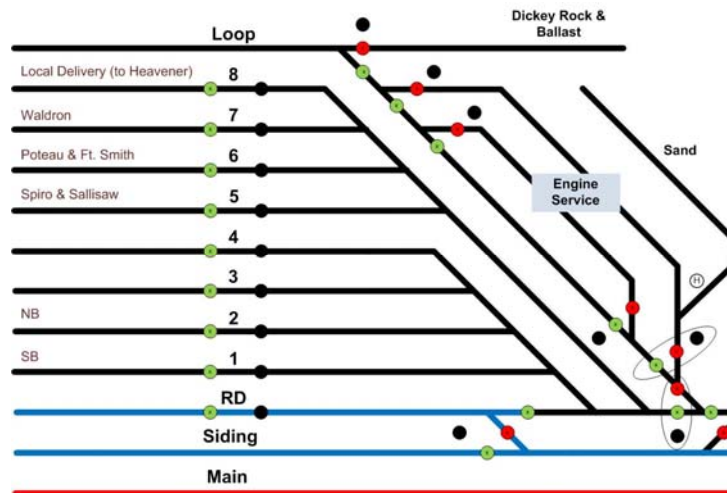 Dickey Rock &
Ballast
Loop
Local Delivery (to Heavener)
8
Waldron
7
Poteau & Ft. Smith
6
Sand
Spiro & Sallisaw
5
Engine
Service
4
3
H
NB
2
SB
1
RD
Siding
Main